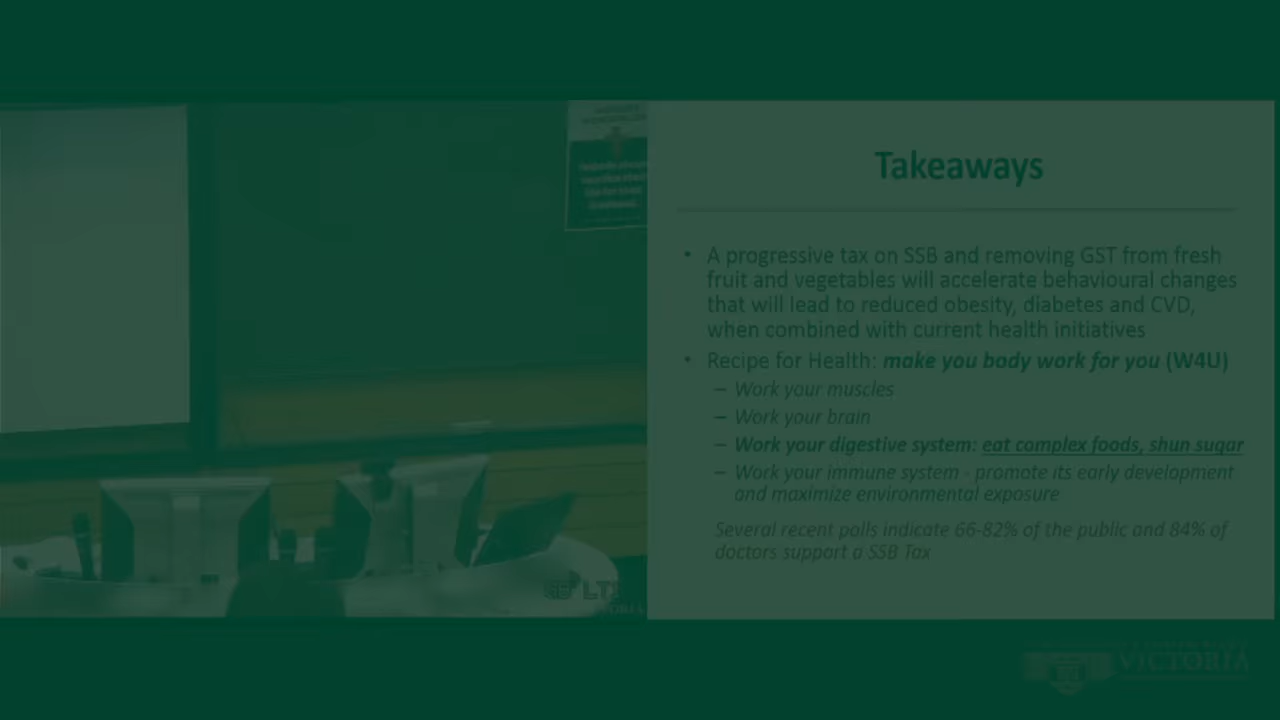 Takeaways
• A progressive tax on SSB and removing GST from fresh
fruit and vegetables will accelerate behavioural changes
that will lead to reduced obesity, diabetes and CVD,
when combined with current health initiatives
• Recipe for Health: make you body work for you (W4U)
– Work your muscles
– Work your brain
– Work your digestive system: eat complex foods, shun sugar
– Work your immune system - promote its early development
and maximize environmental exposure
Several recent polls indicate 66-82% of the public and 84% of
doctors support a SSB Tax
VICTORIA